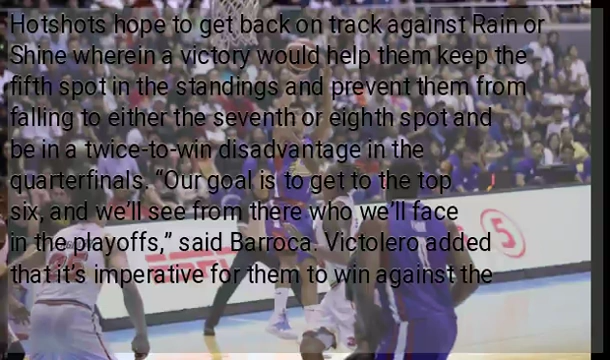 Hotshots hope to get back on track against Rain or
Shine wherein a victory would help them keep the
fifth spot in the standings and prevent them from
falling to either the seventh or eighth spot and
be in a twice-to-win disadvantage in the
quarterfinals. “Our goal is to get to the top
six, and we’ll see from there who we’ll face
in the playoffs,” said Barroca. Victolero added
that it’s imperative for them to win against the
5
ESPN